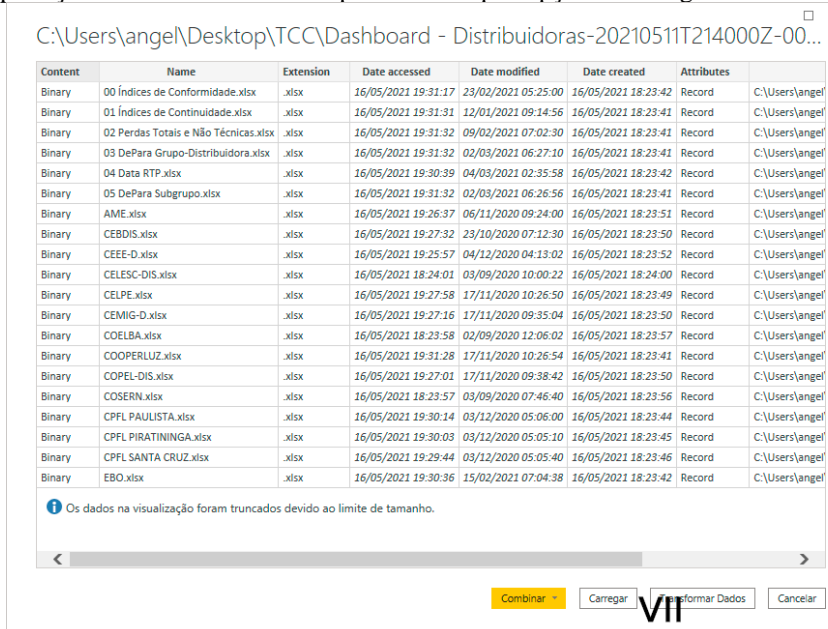 C:\Users\angel\Desktop\TCC\Dashboard - Distribuidoras-20210511T214000Z-00...
Content Name Extension Date accessed Date modified Date created Attributes
Binary 00 Índices de Conformidade.xlsx .xlsx 16/05/2021 19:31:17 23/02/2021 05:25:00 16/05/2021 18:23:42 Record C:\Users\angel
Binary 01 Índices de Continuidade.xlsx .xlsx 16/05/2021 19:31:31 12/01/2021 09:14:56 16/05/2021 18:23:41 Record C:\Users\angel
Binary 02 Perdas Totais e Não Técnicas.xlsx .xlsx 16/05/2021 19:31:32 09/02/2021 07:02:30 16/05/2021 18:23:41 Record C:\Users\angel
Binary 03 DePara Grupo-Distribuidora.xlsx .xlsx 16/05/2021 19:31:32 02/03/2021 06:27:10 16/05/2021 18:23:41 Record C:\Users\angel
Binary 04 Data RTP.xlsx .xlsx 16/05/2021 19:30:39 04/03/2021 02:35:58 16/05/2021 18:23:42 Record C:\Users\angel
Binary 05 DePara Subgrupo.xlsx .xlsx 16/05/2021 19:31:32 02/03/2021 06:26:56 16/05/2021 18:23:41 Record C:\Users\angel
Binary AME.xlsx .xlsx 16/05/2021 19:26:37 06/11/2020 09:24:00 16/05/2021 18:23:51 Record C:\Users\angel
Binary CEBDIS.xlsx .xlsx 16/05/2021 19:27:32 23/10/2020 07:12:30 16/05/2021 18:23:50 Record C:\Users\angel
Binary CEEE-D.xlsx .xlsx 16/05/2021 19:25:57 04/12/2020 04:13:02 16/05/2021 18:23:52 Record C:\Users\angel
Binary CELESC-DIS.xlsx .xlsx 16/05/2021 18:24:01 03/09/2020 10:00:22 16/05/2021 18:24:00 Record C:\Users\angel
Binary CELPE.xlsx .xlsx 16/05/2021 19:27:58 17/11/2020 10:26:50 16/05/2021 18:23:49 Record C:\Users\angel
Binary CEMIG-D.xlsx .xlsx 16/05/2021 19:27:16 17/11/2020 09:35:04 16/05/2021 18:23:50 Record C:\Users\angel
Binary COELBA.xlsx .xlsx 16/05/2021 18:23:58 02/09/2020 12:06:02 16/05/2021 18:23:57 Record C:\Users\angel
Binary COOPERLUZ.xlsx .xlsx 16/05/2021 19:31:28 17/11/2020 10:26:54 16/05/2021 18:23:41 Record C:\Users\angel
Binary COPEL-DIS.xlsx .xlsx 16/05/2021 19:27:01 17/11/2020 09:38:42 16/05/2021 18:23:50 Record C:\Users\angel
Binary COSERN.xlsx .xlsx 16/05/2021 18:23:57 03/09/2020 07:46:40 16/05/2021 18:23:56 Record C:\Users\angel
Binary CPFL PAULISTA.xlsx .xlsx 16/05/2021 19:30:14 03/12/2020 05:06:00 16/05/2021 18:23:44 Record C:\Users\angel
Binary CPFL PIRATININGA.xlsx .xlsx 16/05/2021 19:30:03 03/12/2020 05:05:10 16/05/2021 18:23:45 Record C:\Users\angel
Binary CPFL SANTA CRUZ.xlsx .xlsx 16/05/2021 19:29:44 03/12/2020 05:05:40 16/05/2021 18:23:46 Record C:\Users\angel
Binary EBO.xlsx .xlsx 16/05/2021 19:30:36 15/02/2021 07:04:38 16/05/2021 18:23:42 Record C:\Users\angel
Os dados na visualização foram truncados devido ao limite de tamanho.
Combinar Carregar Transformar Dados Cancelar
VII